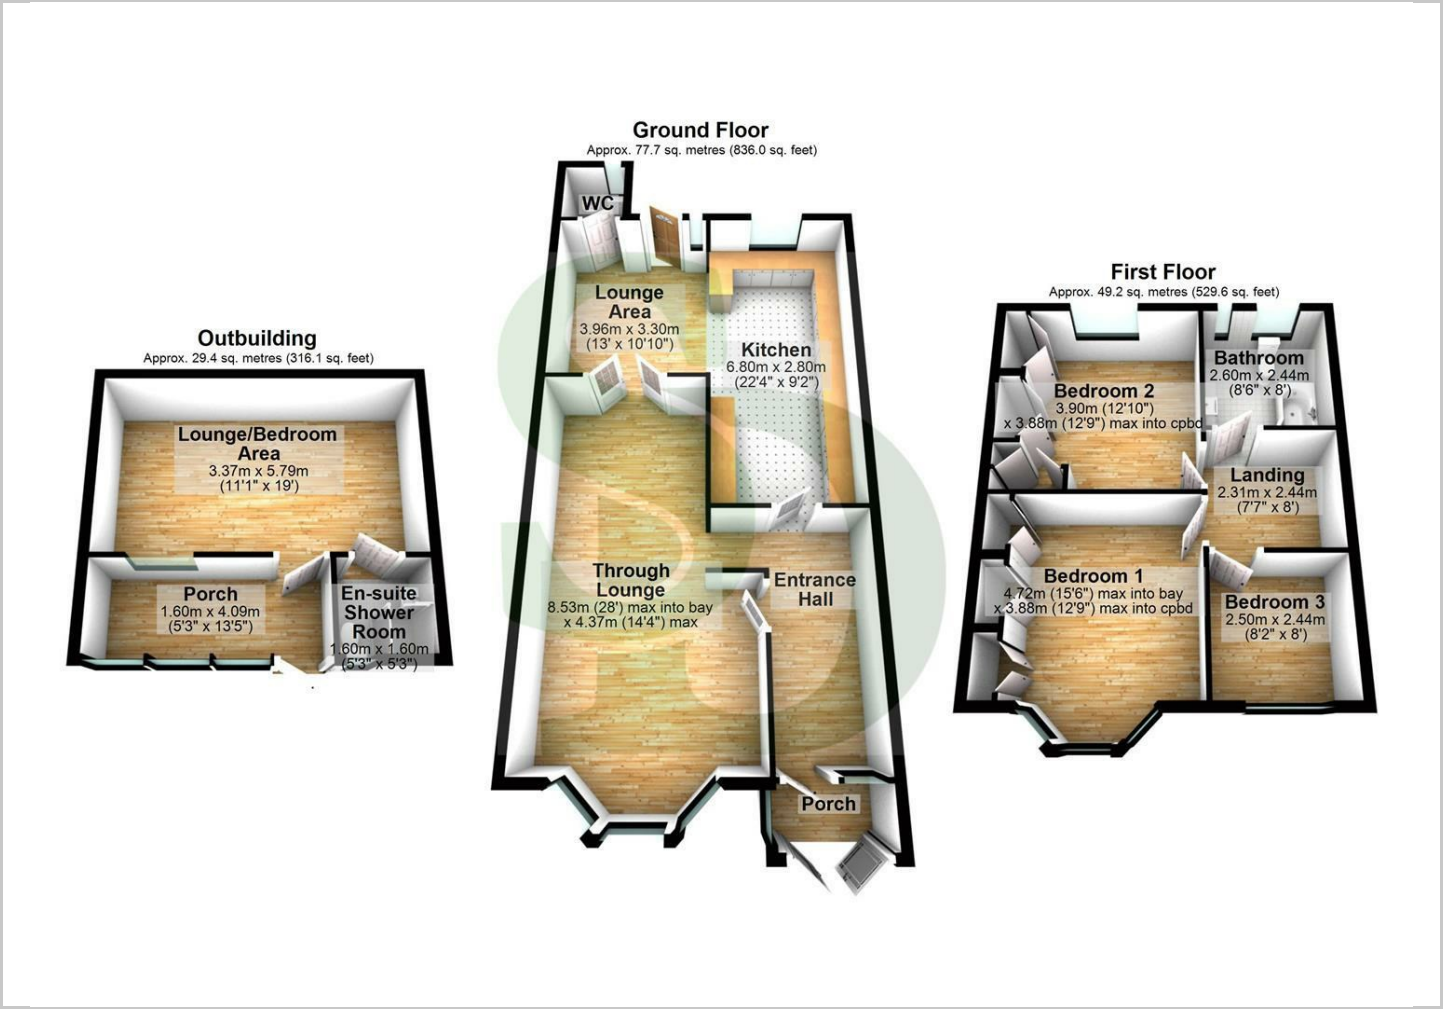 Ground Floor
Approx. 77.7 sq. metres (836.0 sq. feet)
WC
Lounge
Area
3.96m x 3.30m
(13' x 10'10")
Kitchen
6.80m x 2.80m
(22'4" x 9'2")
Through
Lounge
8.53m (28') max into bay
x 4.37m (14'4") max
Entrance
Hall
Porch
Outbuilding
Approx. 29.4 sq. metres (316.1 sq. feet)
Lounge/Bedroom
Area
3.37m x 5.79m
(11'1" x 19')
Porch
1.60m x 4.09m
(5'3" x 13'5")
En-suite
Shower
Room
1.60m x 1.60m
(5'3" x 5'3")
First Floor
Approx. 49.2 sq. metres (529.6 sq. feet)
Bedroom 2
3.90m (12'10")
x 3.88m (12'9") max into cpbd
Bathroom
2.60m x 2.44m
(8'6" x 8')
Landing
2.31m x 2.44m
(7'7" x 8')
Bedroom 1
4.72m (15'6") max into bay
x 3.88m (12'9") max into cpbd
Bedroom 3
2.50m x 2.44m
(8'2" x 8')